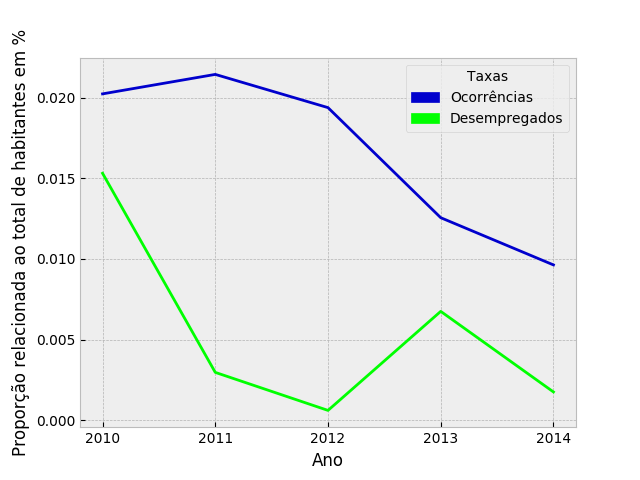 Proporção relacionada ao total de habitantes em %
0.020
0.015
0.010
0.005
0.000
Taxas
Ocorrências
Desempregados
2010 2011 2012 2013 2014
Ano